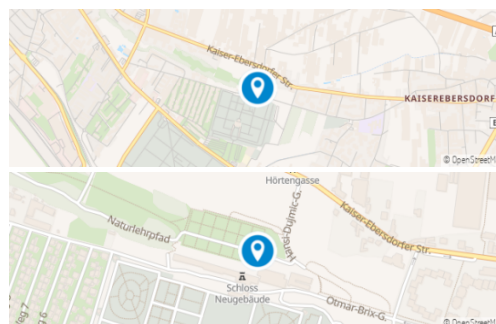 Kaiser-Ebersdorfer Str.
KAISEREBERSDORF
© OpenStreetM
Hörtengasse
Kaiser-Ebersdorfer Str.
Naturlehrpfad
Schloss
Neugebäude
Otmar-Brix-G.
© OpenStreetM